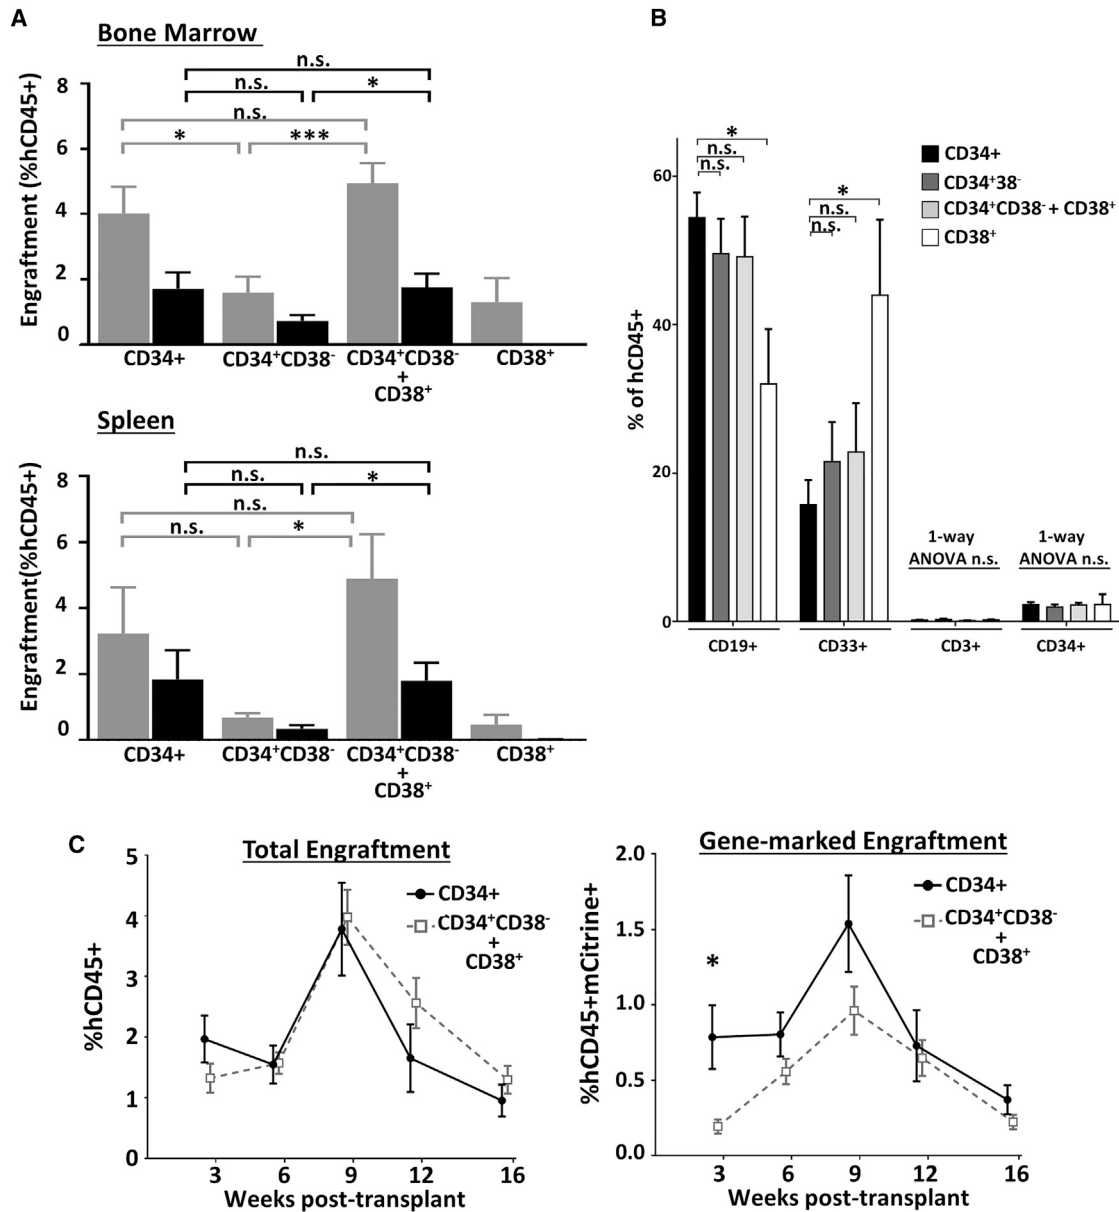 A
Bone Marrow
Engraftment (%hCD45+)
8
6
4
2
0
n.s.
n.s.
*
n.s.
*
***
CD34+
CD34⁺CD38⁻
CD34⁺CD38⁻
+
CD38⁺
CD38⁺
Spleen
Engraftment(%hCD45+)
8
6
4
2
0
n.s.
n.s.
*
n.s.
n.s.
*
CD34+
CD34⁺CD38⁻
CD34⁺CD38⁻
+
CD38⁺
CD38⁺
B
% of hCD45+
60
40
20
0
*
n.s.
n.s.
*
n.s.
n.s.
CD34+
CD34⁺38⁻
CD34⁺CD38⁻ + CD38⁺
CD38⁺
1-way
ANOVA n.s.
1-way
ANOVA n.s.
CD19+
CD33+
CD3+
CD34+
C
Total Engraftment
%hCD45+
5
4
3
2
1
0
CD34+
CD34⁺CD38⁻
+
CD38⁺
3
6
9
12
16
Weeks post-transplant
Gene-marked Engraftment
%hCD45+mCitrine+
2.0
1.5
1.0
0.5
0.0
*
CD34+
CD34⁺CD38⁻
+
CD38⁺
3
6
9
12
16
Weeks post-transplant